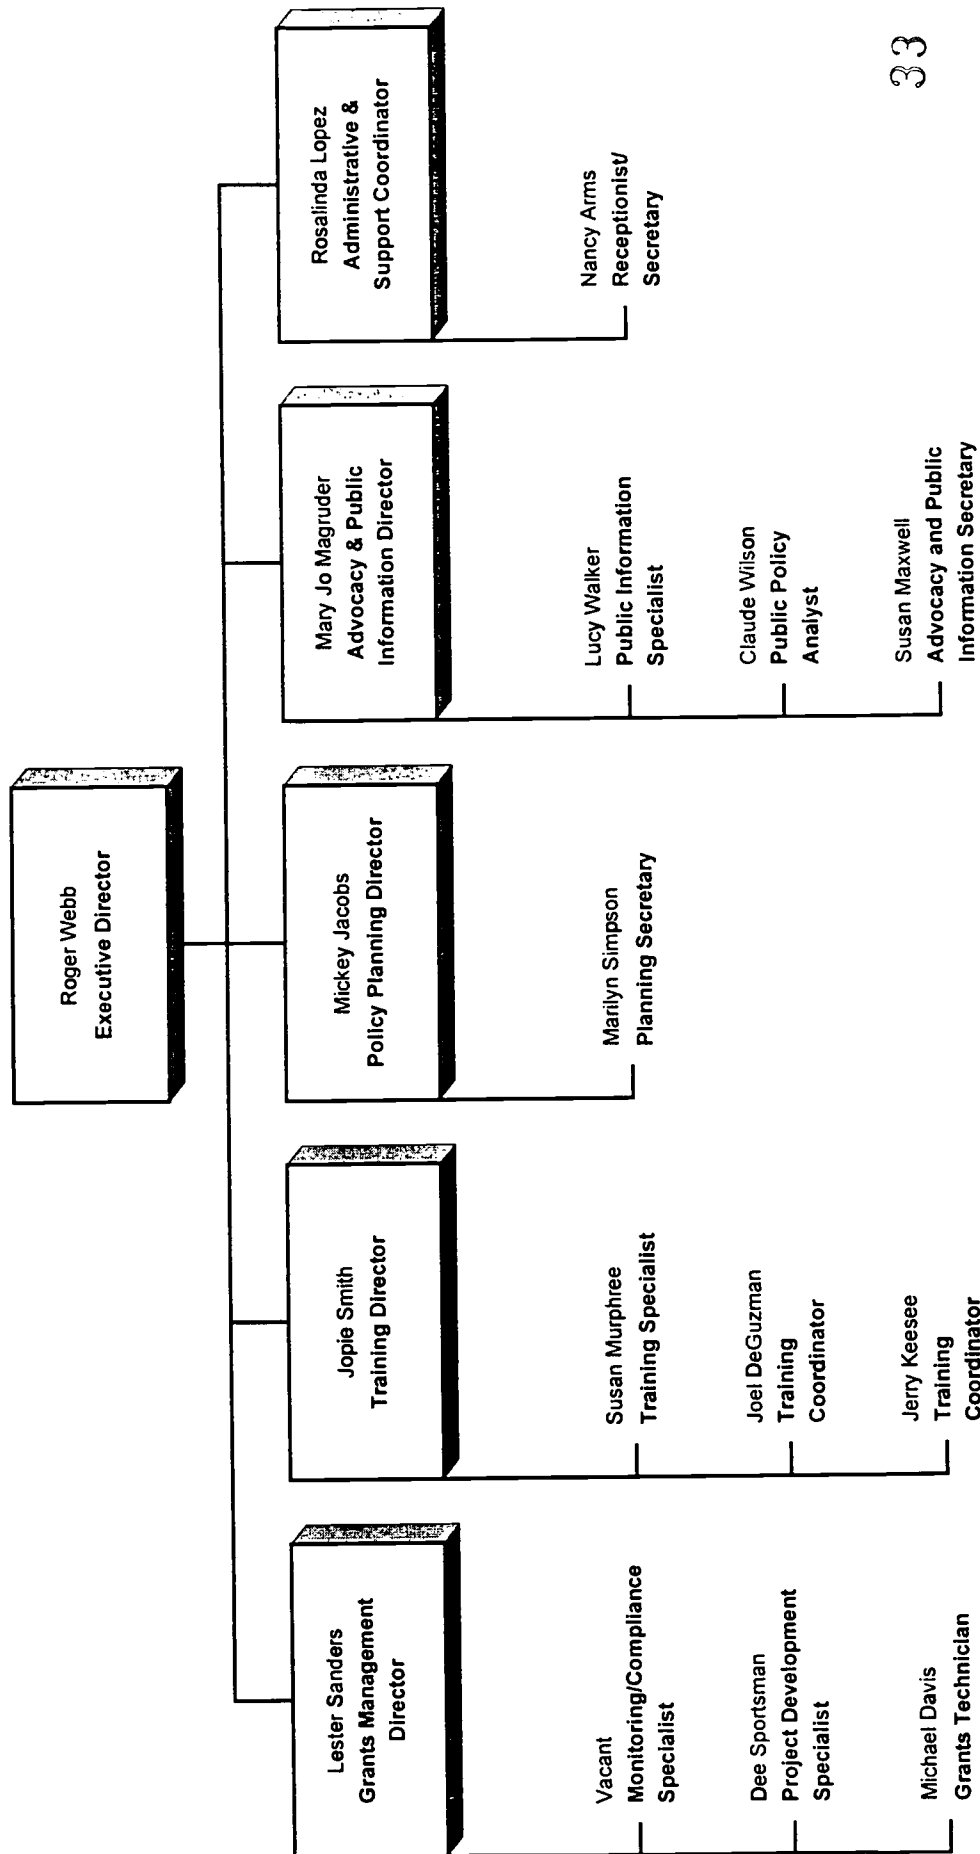 Roger Webb
Executive Director
Lester Sanders
Grants Management
Director
Jopie Smith
Training Director
Mickey Jacobs
Policy Planning Director
Mary Jo Magruder
Advocacy & Public
Information Director
Rosalinda Lopez
Administrative &
Support Coordinator
Vacant
Monitoring/Compliance
Specialist
Dee Sportsman
Project Development
Specialist
Michael Davis
Grants Technician
Susan Murphree
Training Specialist
Joel DeGuzman
Training
Coordinator
Jerry Keesee
Training
Coordinator
Marilyn Simpson
Planning Secretary
Lucy Walker
Public Information
Specialist
Claude Wilson
Public Policy
Analyst
Susan Maxwell
Advocacy and Public
Information Secretary
Nancy Arms
Receptionist/
Secretary
33